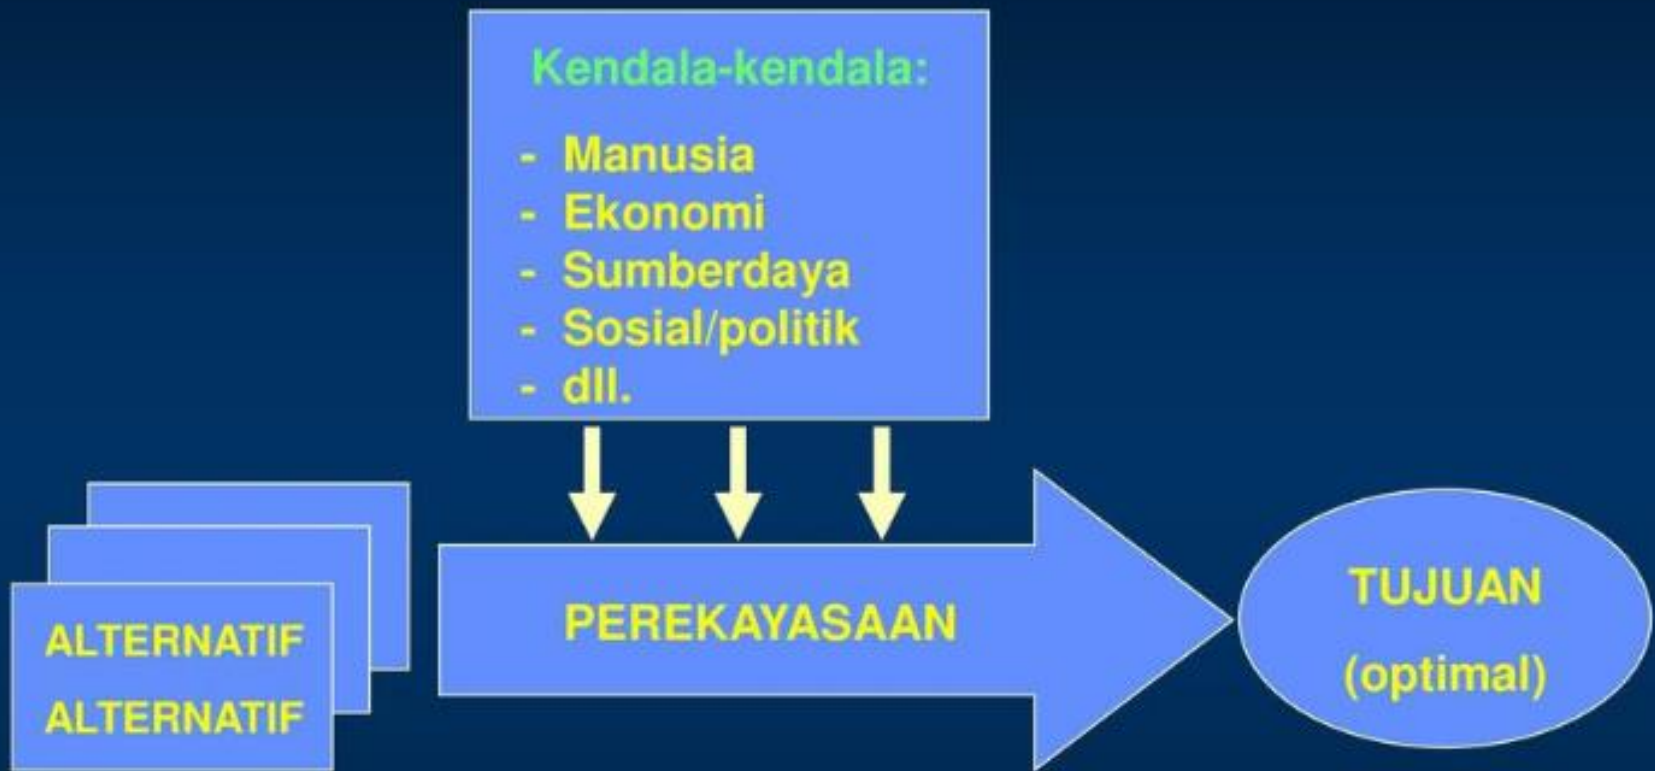 Kendala-kendala:
- Manusia
- Ekonomi
- Sumberdaya
- Sosial/politik
- dll.
ALTERNATIF
ALTERNATIF
PEREKAYASAAN
TUJUAN
(optimal)